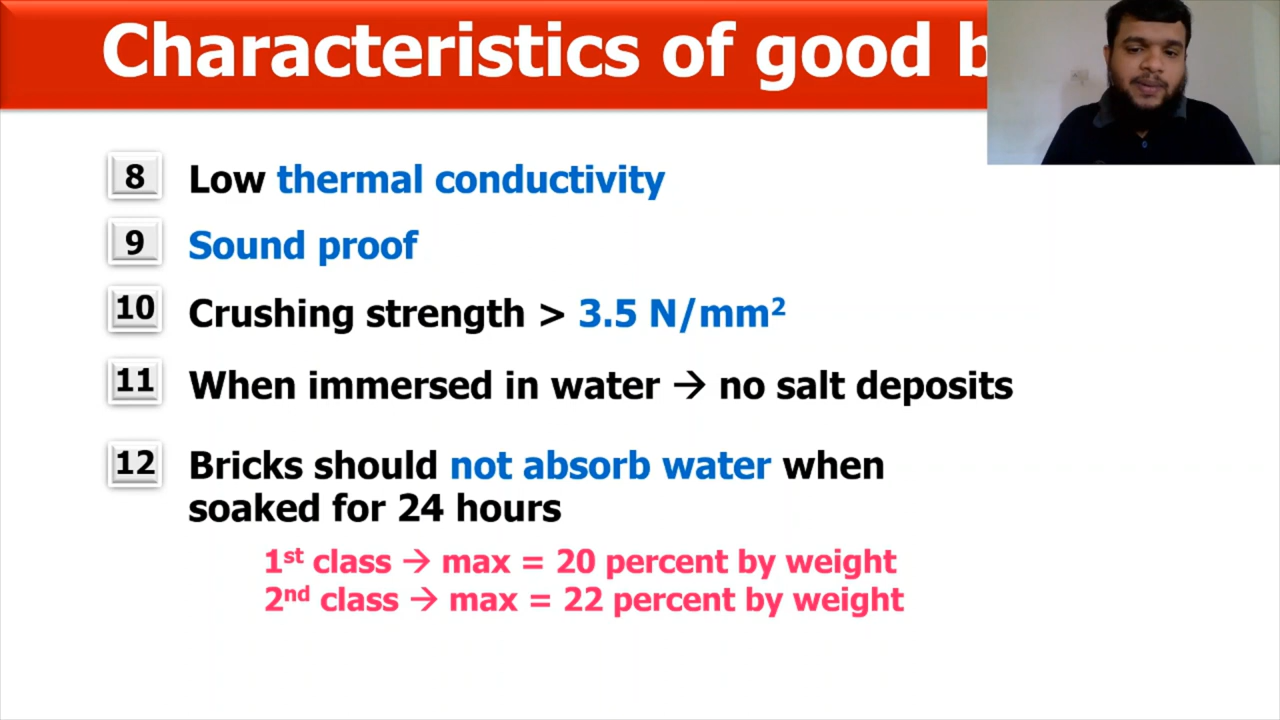 Characteristics of good b
8 Low thermal conductivity
9 Sound proof
10 Crushing strength > 3.5 N/mm²
11 When immersed in water → no salt deposits
12 Bricks should not absorb water when
soaked for 24 hours
1st class → max = 20 percent by weight
2nd class → max = 22 percent by weight